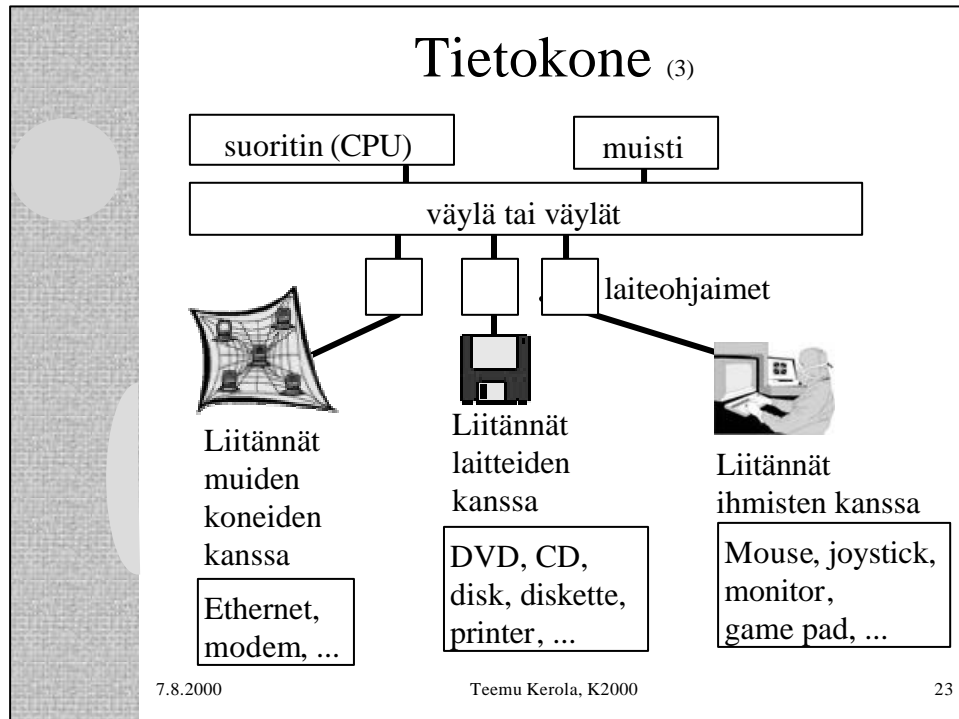 Tietokone (3)
suoritin (CPU)
muisti
väylä tai väylät
laiteohjaimet
Liitännät
muiden
koneiden
kanssa
Ethernet,
modem, ...
Liitännät
laitteiden
kanssa
DVD, CD,
disk, diskette,
printer, ...
Liitännät
ihmisten kanssa
Mouse, joystick,
monitor,
game pad, ...
7.8.2000
Teemu Kerola, K2000
23